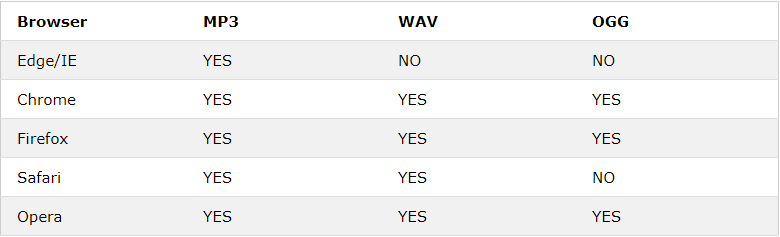 Browser MP3 WAV OGG
Edge/IE YES NO NO
Chrome YES YES YES
Firefox YES YES YES
Safari YES YES NO
Opera YES YES YES